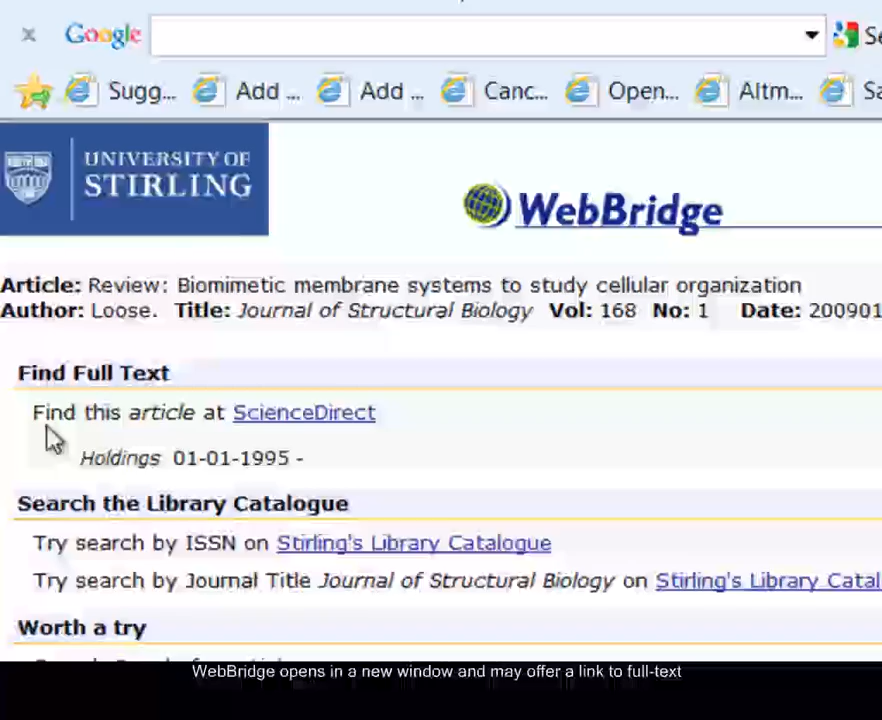 Google
Sugg... Add ... Add ... Canc... Open... Altm...
UNIVERSITY OF
STIRLING
WebBridge
Article: Review: Biomimetic membrane systems to study cellular organization
Author: Loose. Title: Journal of Structural Biology Vol: 168 No: 1 Date: 200901
Find Full Text
Find this article at ScienceDirect
Holdings 01-01-1995 -
Search the Library Catalogue
Try search by ISSN on Stirling's Library Catalogue
Try search by Journal Title Journal of Structural Biology on Stirling's Library Catal
Worth a try
WebBridge opens in a new window and may offer a link to full-text